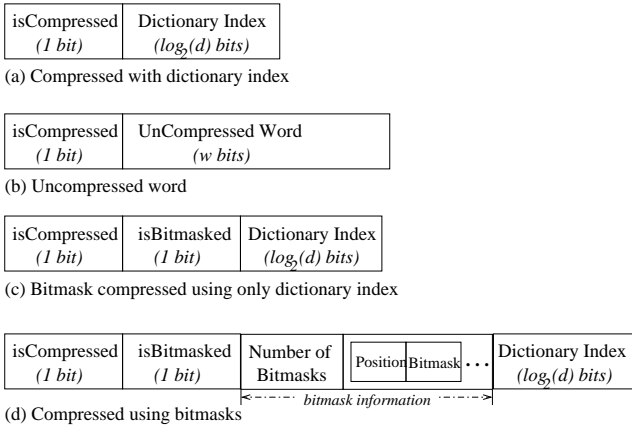 isCompressed Dictionary Index
(1 bit) (log2(d) bits)
(a) Compressed with dictionary index
isCompressed UnCompressed Word
(1 bit) (w bits)
(b) Uncompressed word
isCompressed isBitmasked Dictionary Index
(1 bit) (1 bit) (log2(d) bits)
(c) Bitmask compressed using only dictionary index
isCompressed isBitmasked Number of Bitmasks Position Bitmask ... Dictionary Index
(1 bit) (1 bit) (log2(d) bits)
bitmask information
(d) Compressed using bitmasks